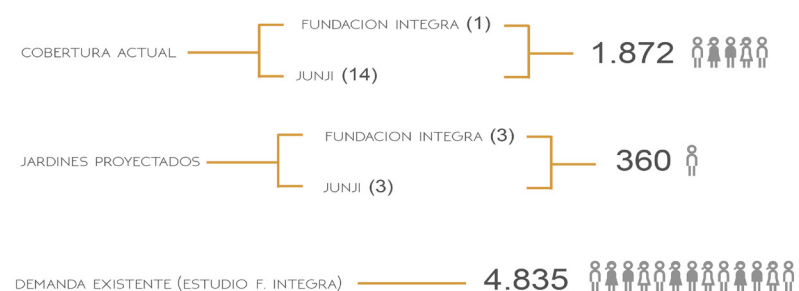 FUNDACION INTEGRA (1)
COBERTURA ACTUAL
1.872
JUNJI (14)
FUNDACION INTEGRA (3)
JARDINES PROYECTADOS
360
JUNJI (3)
DEMANDA EXISTENTE (ESTUDIO F. INTEGRA)
4.835